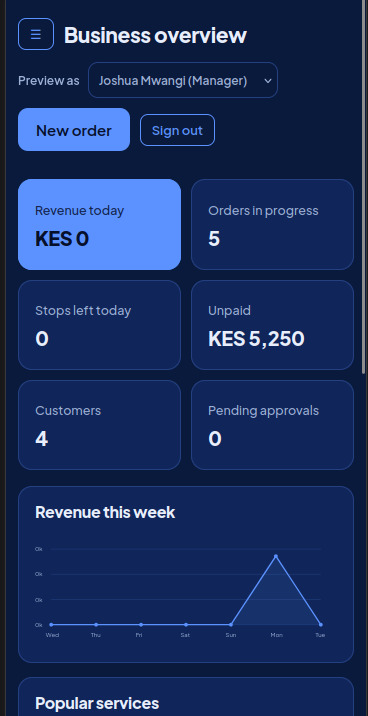 ☰ Business overview
Preview as Joshua Mwangi (Manager)
New order Sign out
Revenue today
KES 0
Orders in progress
5
Stops left today
0
Unpaid
KES 5,250
Customers
4
Pending approvals
0
Revenue this week
0k
0k
0k
0k
Wed Thu Fri Sat Sun Mon Tue
Popular services